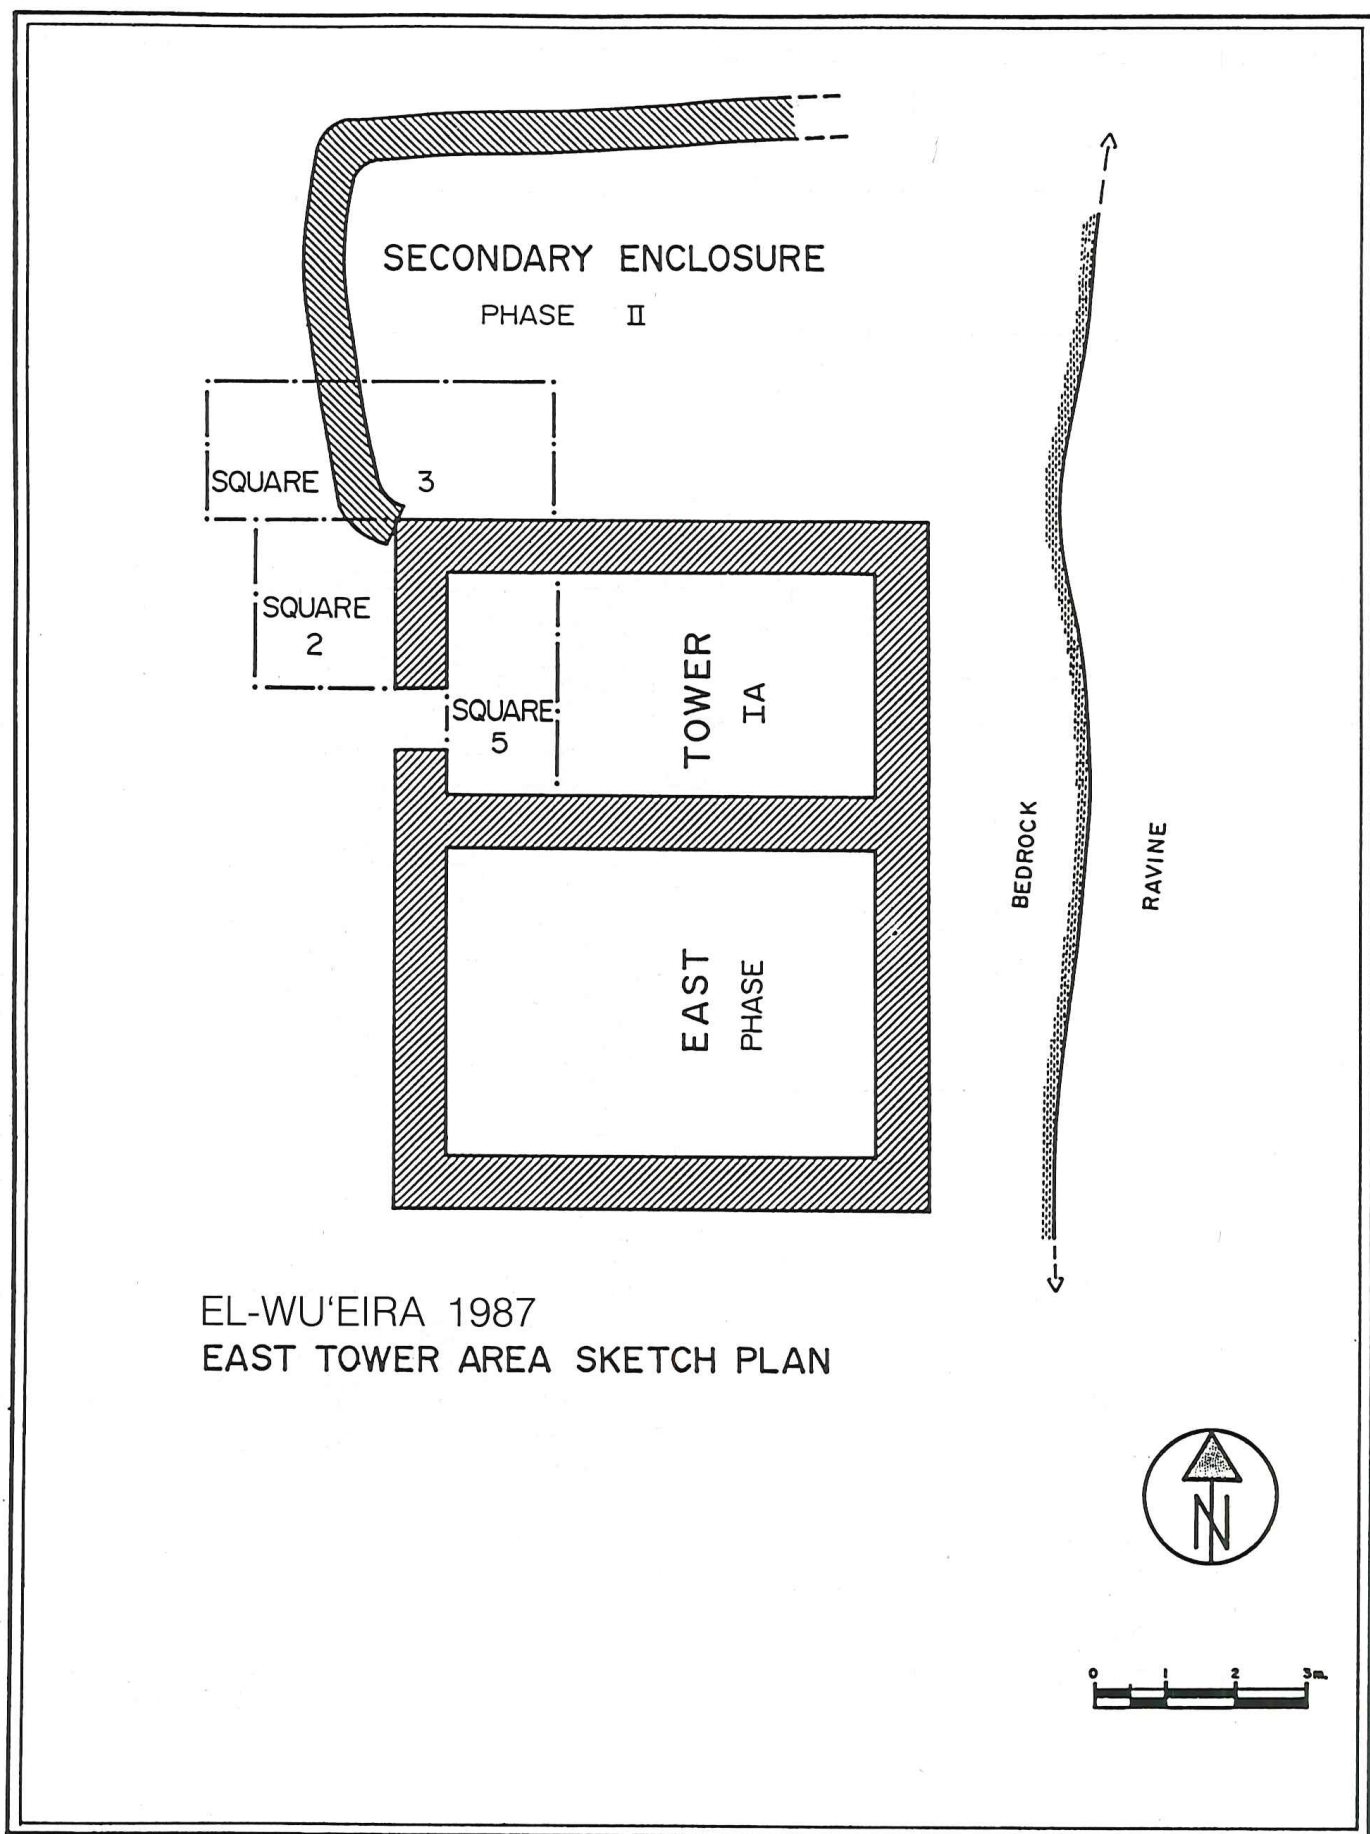 SECONDARY ENCLOSURE
PHASE II
SQUARE 3
SQUARE
2
SQUARE
5
EAST TOWER
PHASE IA
BEDROCK
RAVINE
EL-WU‘EIRA 1987
EAST TOWER AREA SKETCH PLAN
N
0 1 2 3m.